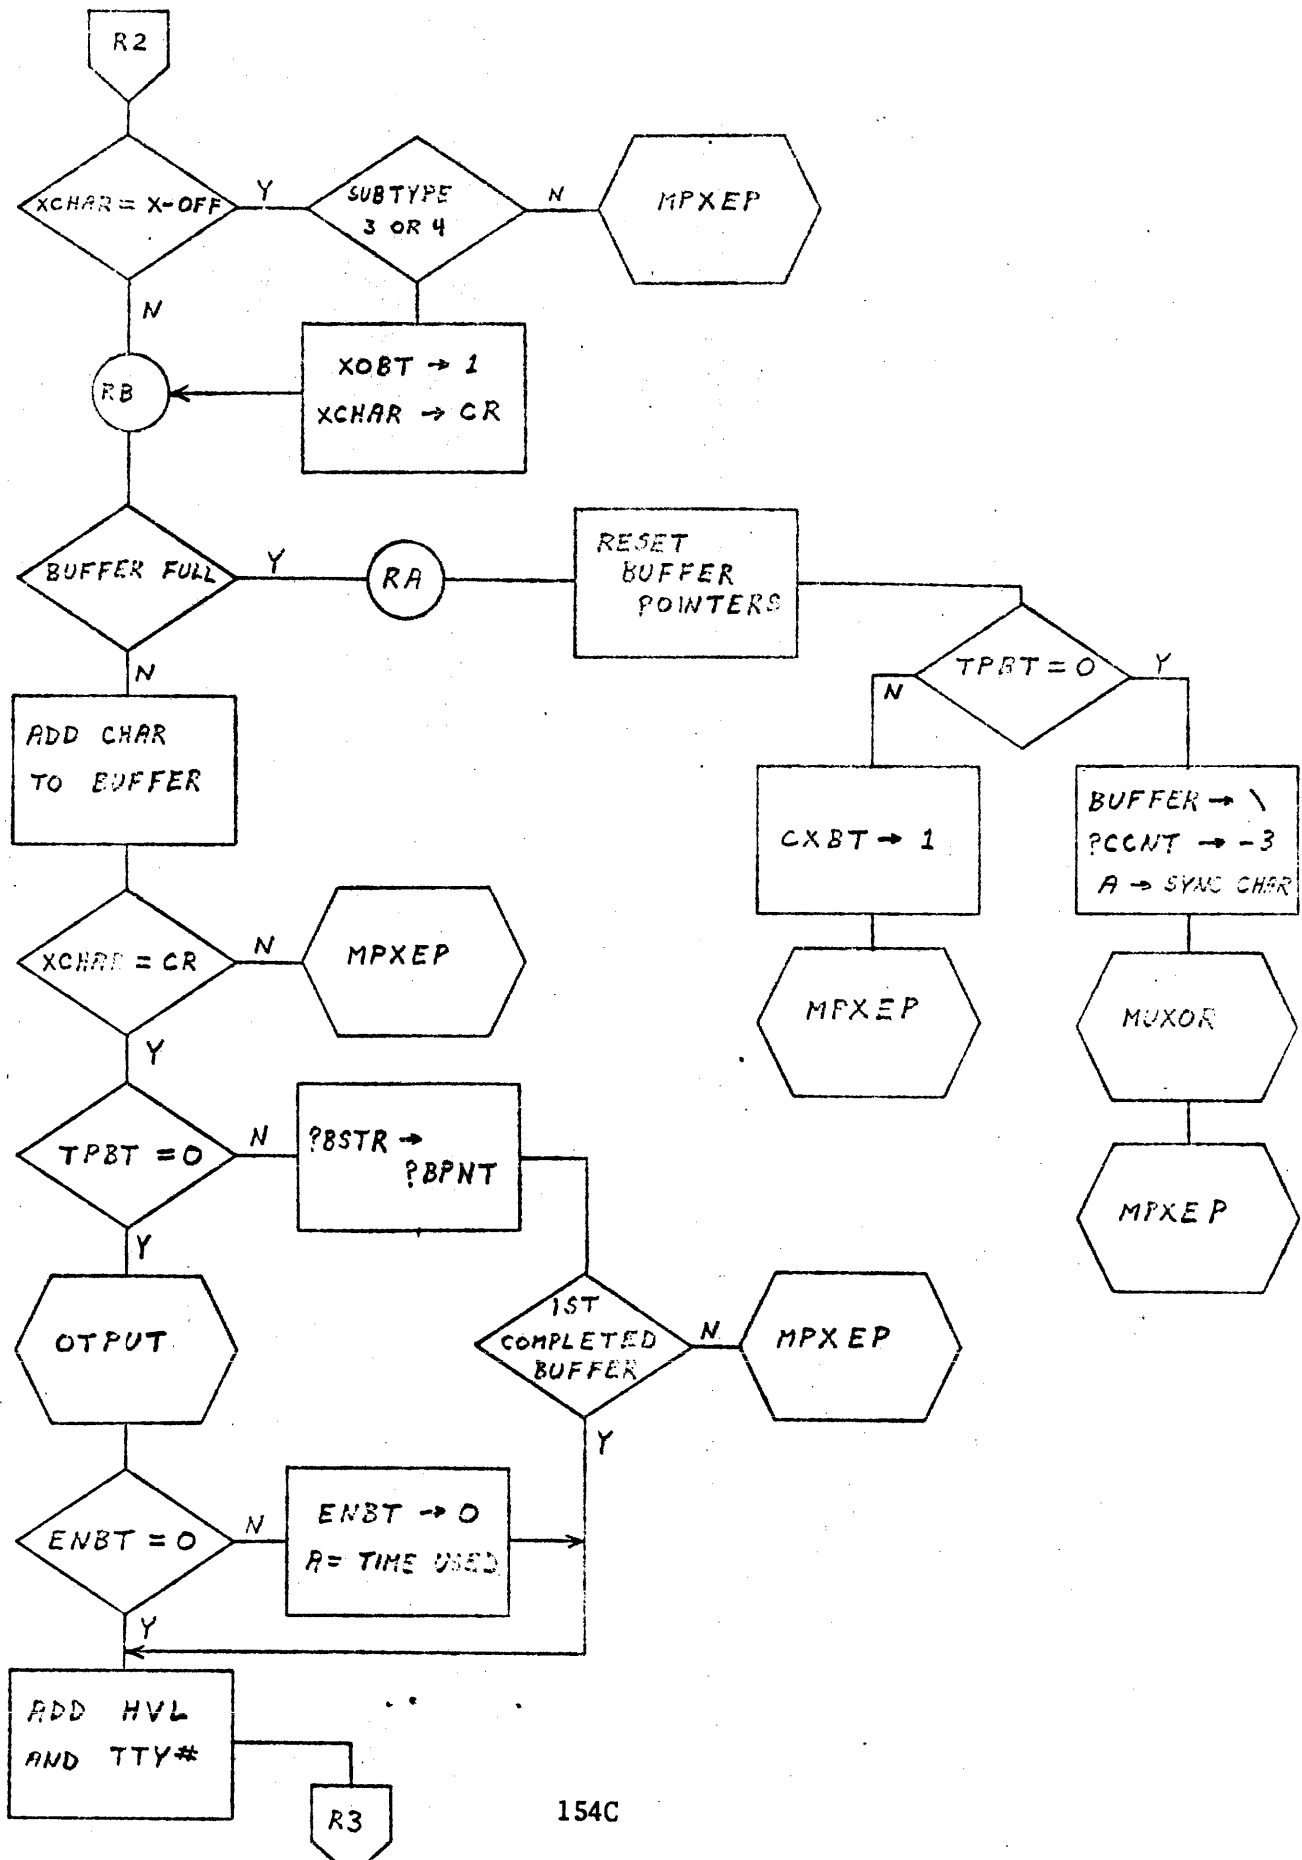 R2
XCHAR = X-OFF
Y
SUBTYPE
3 OR 4
N
MPXEP
N
XOBT → 1
XCHAR → CR
RB
BUFFER FULL
Y
RA
RESET
BUFFER
POINTERS
N
TPBT = 0
N
Y
ADD CHAR
TO BUFFER
CXBT → 1
BUFFER → \
?CCNT → -3
A → SYNC CHAR
XCHAR = CR
N
MPXEP
MPXEP
MUXOR
Y
TPBT = 0
N
?BSTR →
?BPNT
MPXEP
Y
OTPUT
1ST
COMPLETED
BUFFER
N
MPXEP
Y
ENBT = 0
N
ENBT → 0
A = TIME USED
Y
ADD HVL
AND TTY#
R3
154C